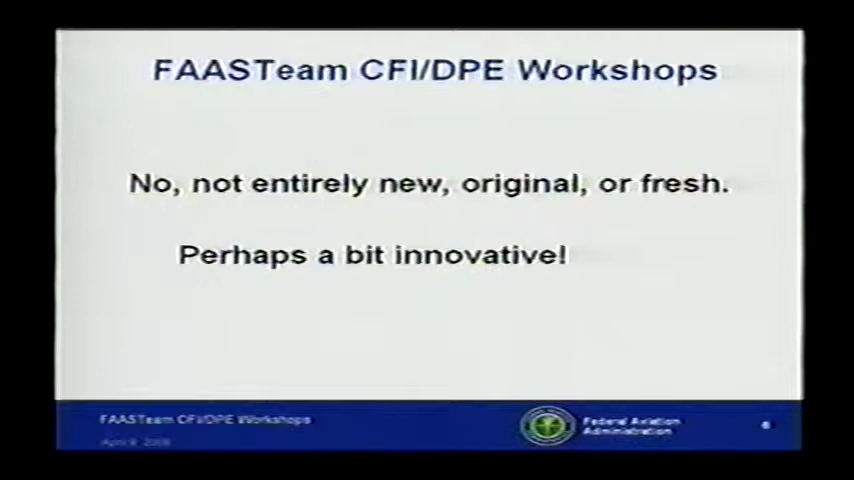 FAASTeam CFI/DPE Workshops
No, not entirely new, original, or fresh.
Perhaps a bit innovative!
FAASTeam CFI/DPE Workshops
Federal Aviation
Administration
6